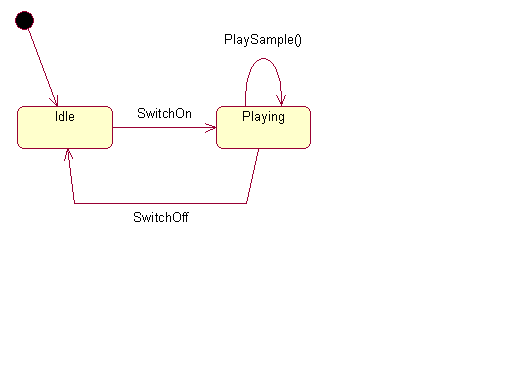 PlaySample()
Idle
SwitchOn
Playing
SwitchOff